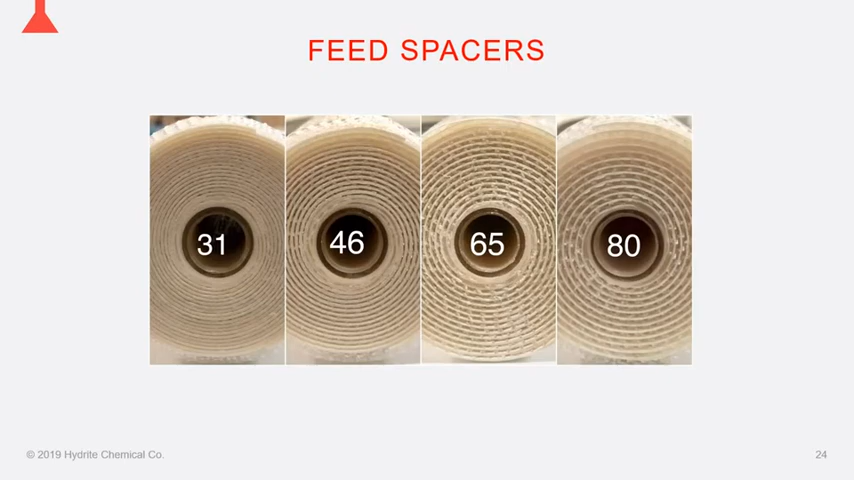 FEED SPACERS
31 46 65 80
© 2019 Hydrite Chemical Co.
24